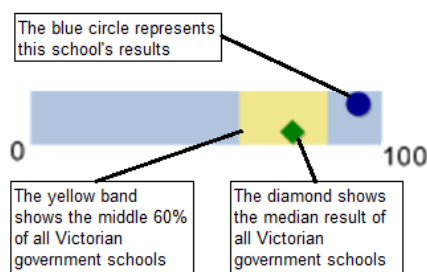 The blue circle represents
this school's results
0
100
The yellow band
shows the middle 60%
of all Victorian
government schools
The diamond shows
the median result of
all Victorian
government schools